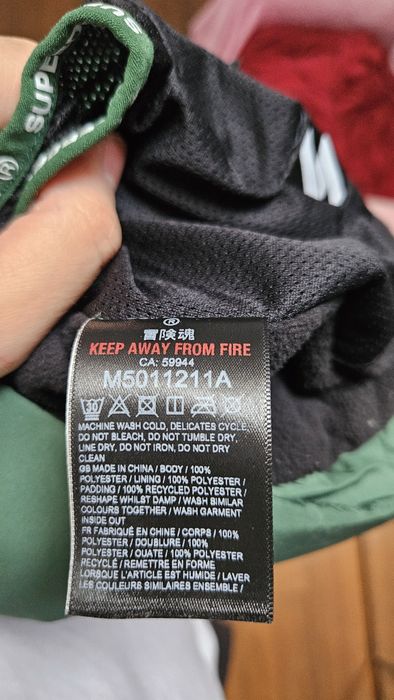 SUPE
®
®
冒険魂
KEEP AWAY FROM FIRE
CA: 59944
M5011211A
30
MACHINE WASH COLD, DELICATES CYCLE,
DO NOT BLEACH, DO NOT TUMBLE DRY,
LINE DRY, DO NOT IRON, DO NOT DRY
CLEAN
GB MADE IN CHINA / BODY / 100%
POLYESTER / LINING / 100% POLYESTER /
PADDING / 100% RECYCLED POLYESTER /
RESHAPE WHILST DAMP / WASH SIMILAR
COLOURS TOGETHER / WASH GARMENT
INSIDE OUT
FR FABRIQUÉ EN CHINE / CORPS / 100%
POLYESTER / DOUBLURE / 100%
POLYESTER / OUATE / 100% POLYESTER
RECYCLÉ / REMETTRE EN FORME
LORSQUE L'ARTICLE EST HUMIDE / LAVER
LES COULEURS SIMILAIRES ENSEMBLE /